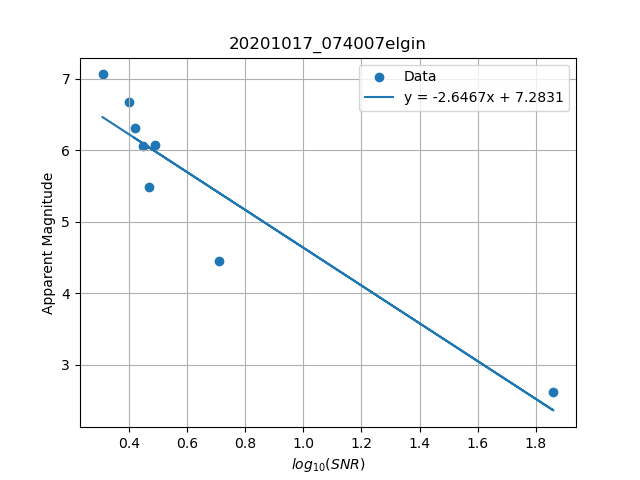 20201017_074007elgin
Data
y = -2.6467x + 7.2831
Apparent Magnitude
7
6
5
4
3
0.4 0.6 0.8 1.0 1.2 1.4 1.6 1.8
log10(SNR)